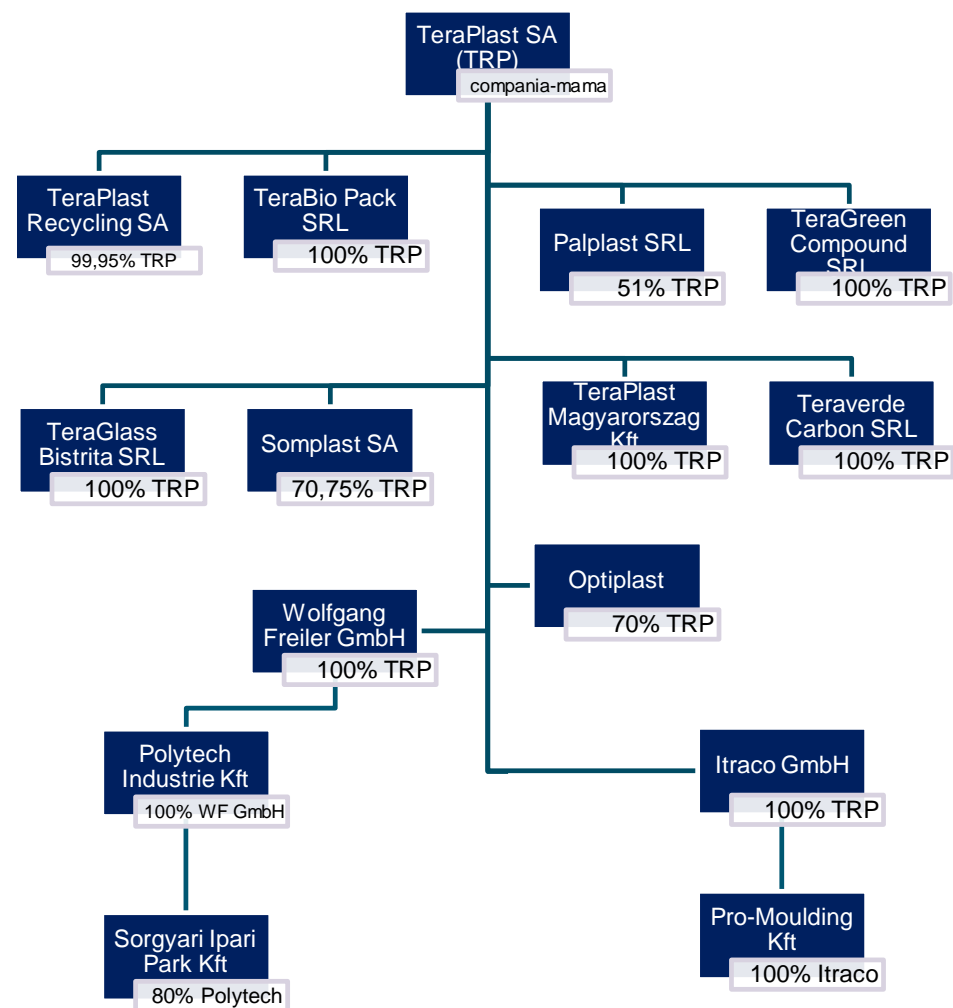 TeraPlast SA
(TRP)
compania-mama
TeraPlast
Recycling SA
99,95% TRP
TeraBio Pack
SRL
100% TRP
Palplast SRL
51% TRP
TeraGreen
Compound
SRL
100% TRP
TeraGlass
Bistrita SRL
100% TRP
Somplast SA
70,75% TRP
TeraPlast
Magyarorszag
Kft
100% TRP
Teraverde
Carbon SRL
100% TRP
Optiplast
70% TRP
Wolfgang
Freiler GmbH
100% TRP
Polytech
Industrie Kft
100% WF GmbH
Itraco GmbH
100% TRP
Sorgyari Ipari
Park Kft
80% Polytech
Pro-Moulding
Kft
100% Itraco